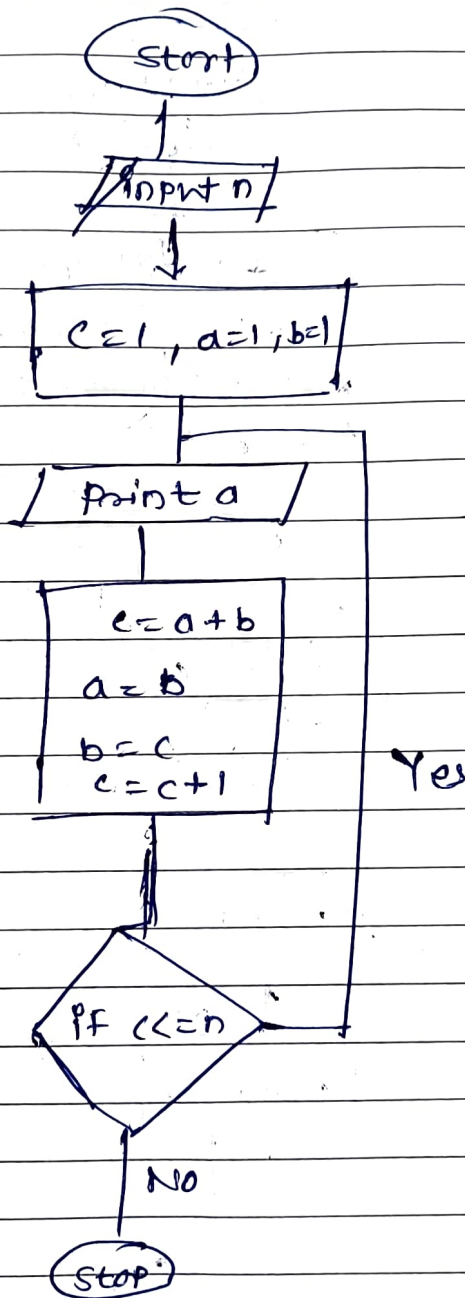 Start
input n
C=1, a=1, b=1
Print a
c = a + b
a = b
b = c
c = c+1
Yes
if c<=n
NO
Stop